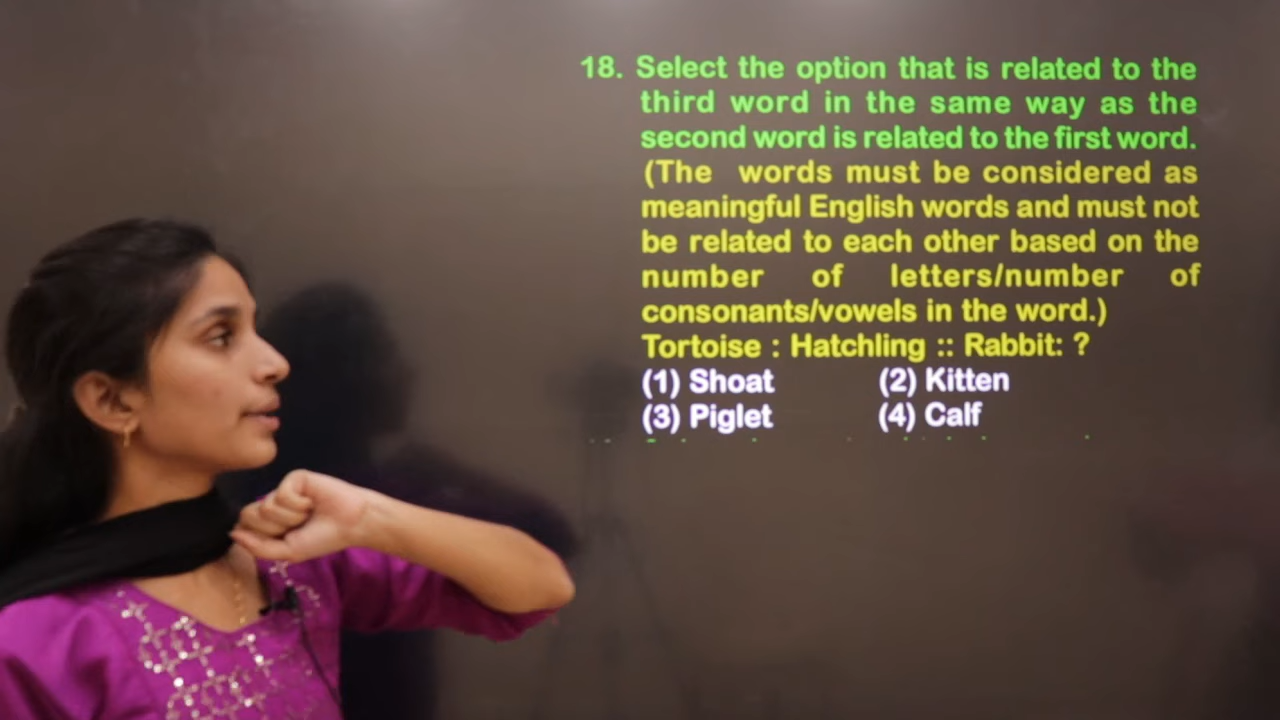 18. Select the option that is related to the
third word in the same way as the
second word is related to the first word.
(The words must be considered as
meaningful English words and must not
be related to each other based on the
number of letters/number of
consonants/vowels in the word.)
Tortoise : Hatchling :: Rabbit: ?
(1) Shoat (2) Kitten
(3) Piglet (4) Calf